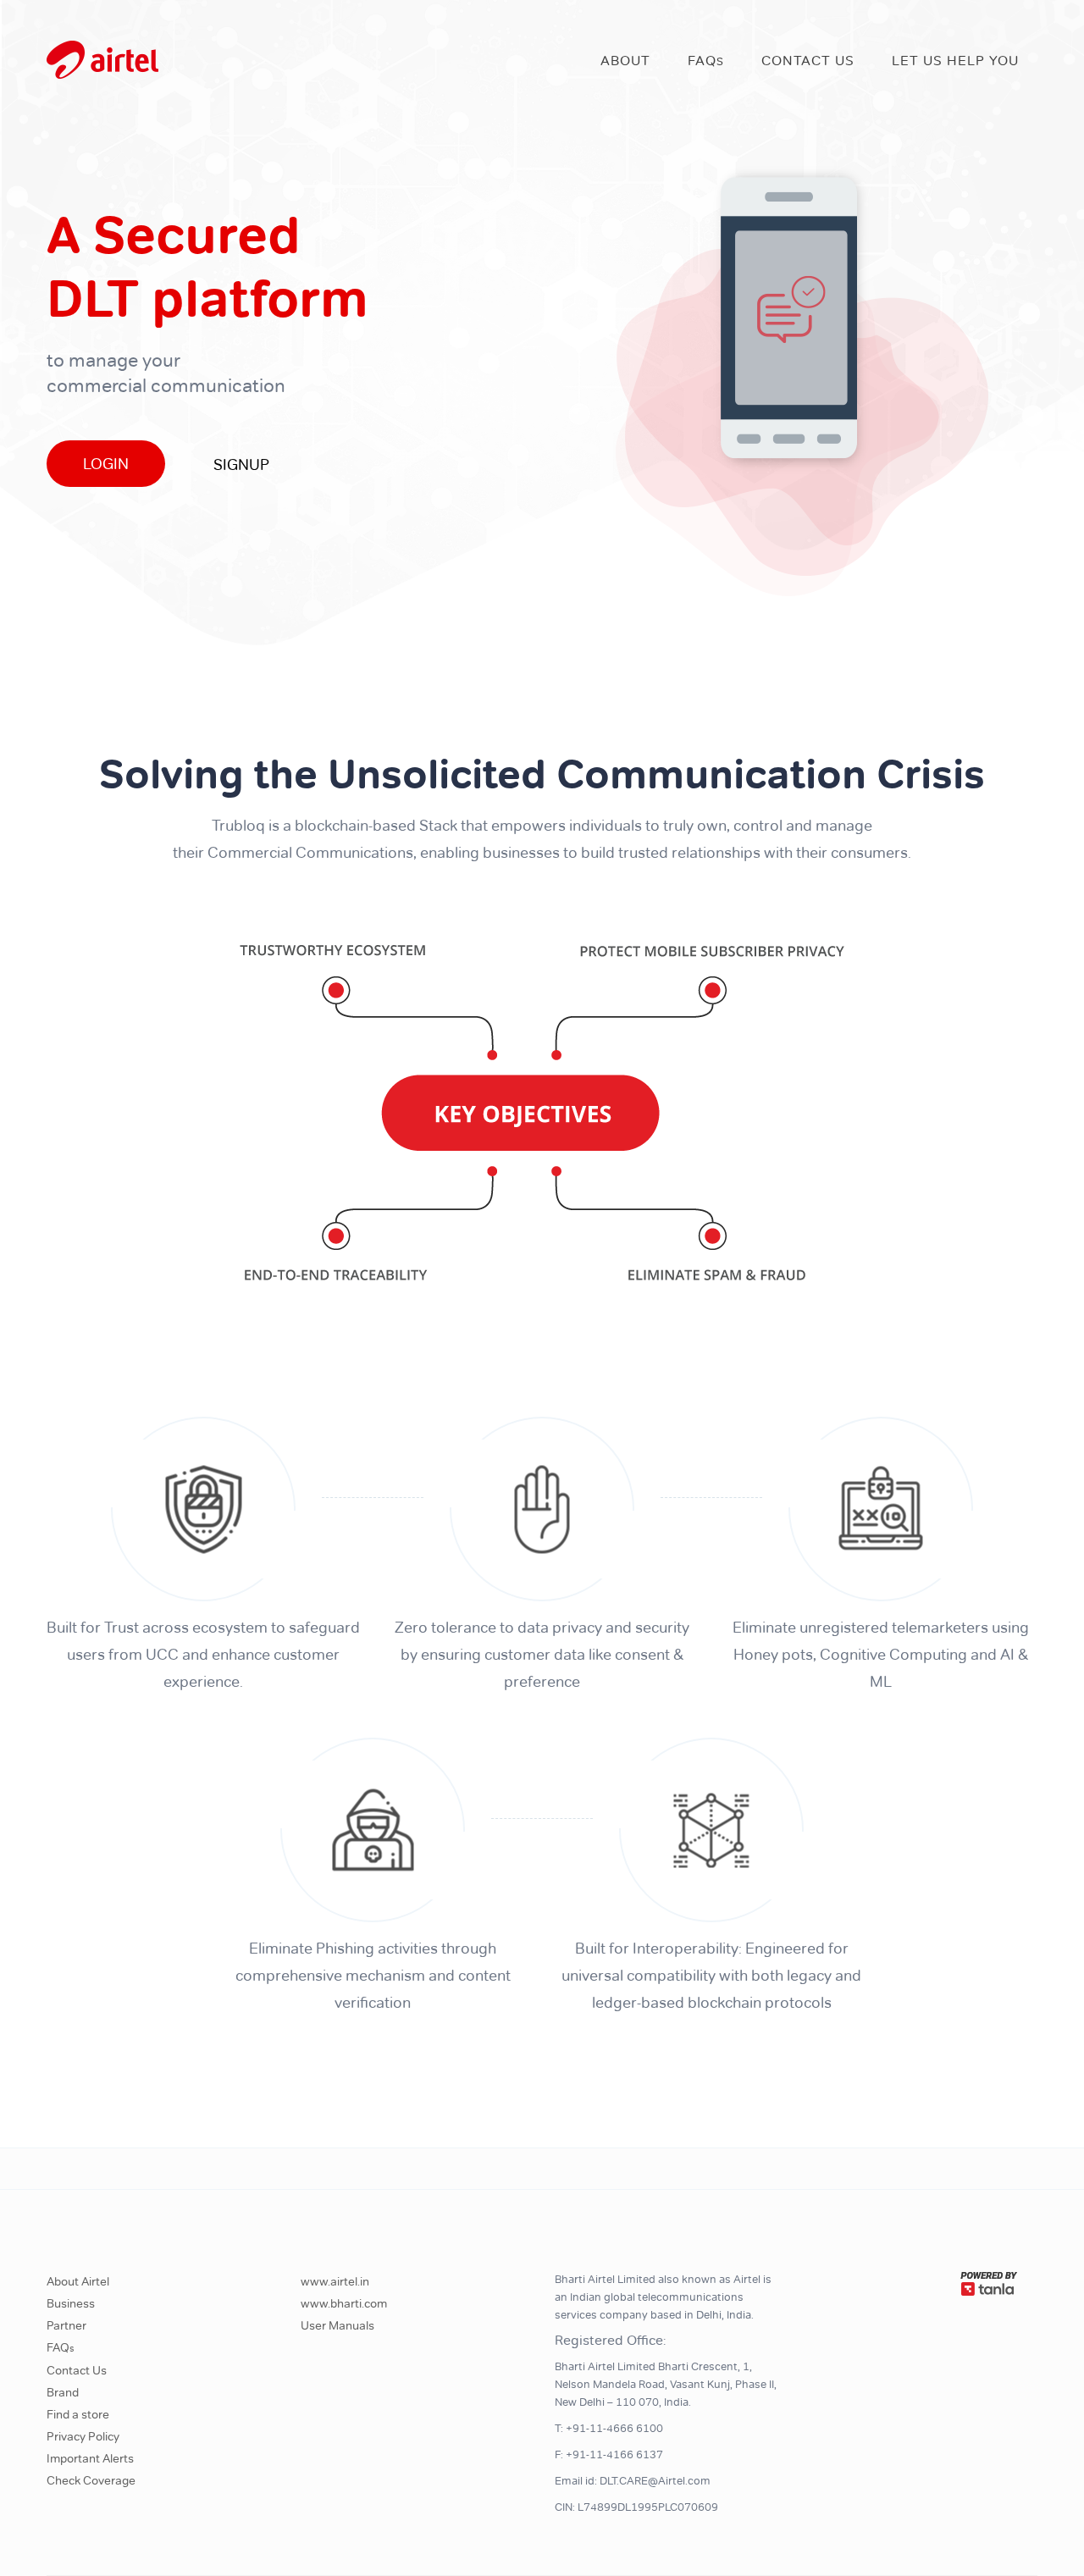 airtel
ABOUT
FAQs
CONTACT US
LET US HELP YOU
A Secured
DLT platform
to manage your
commercial communication
LOGIN
SIGNUP
Solving the Unsolicited Communication Crisis
Trubloq is a blockchain-based Stack that empowers individuals to truly own, control and manage
their Commercial Communications, enabling businesses to build trusted relationships with their consumers.
TRUSTWORTHY ECOSYSTEM
PROTECT MOBILE SUBSCRIBER PRIVACY
KEY OBJECTIVES
END-TO-END TRACEABILITY
ELIMINATE SPAM & FRAUD
Built for Trust across ecosystem to safeguard
users from UCC and enhance customer
experience.
Zero tolerance to data privacy and security
by ensuring customer data like consent &
preference
Eliminate unregistered telemarketers using
Honey pots, Cognitive Computing and AI &
ML
Eliminate Phishing activities through
comprehensive mechanism and content
verification
Built for Interoperability: Engineered for
universal compatibility with both legacy and
ledger-based blockchain protocols
About Airtel
Business
Partner
FAQs
Contact Us
Brand
Find a store
Privacy Policy
Important Alerts
Check Coverage
www.airtel.in
www.bharti.com
User Manuals
Bharti Airtel Limited also known as Airtel is
an Indian global telecommunications
services company based in Delhi, India.
Registered Office:
Bharti Airtel Limited Bharti Crescent, 1,
Nelson Mandela Road, Vasant Kunj, Phase II,
New Delhi – 110 070, India.
T: +91-11-4666 6100
F: +91-11-4166 6137
Email id: DLT.CARE@Airtel.com
CIN: L74899DL1995PLC070609
POWERED BY
tanla